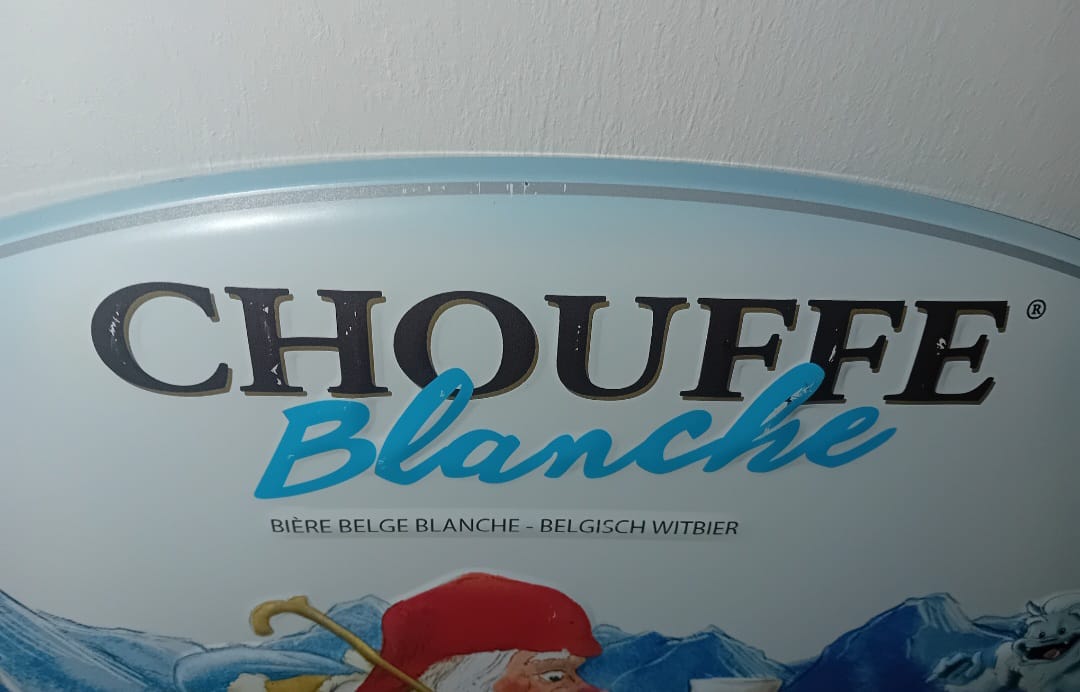 CHOUFFE®
Blanche
BIÈRE BELGE BLANCHE - BELGISCH WITBIER